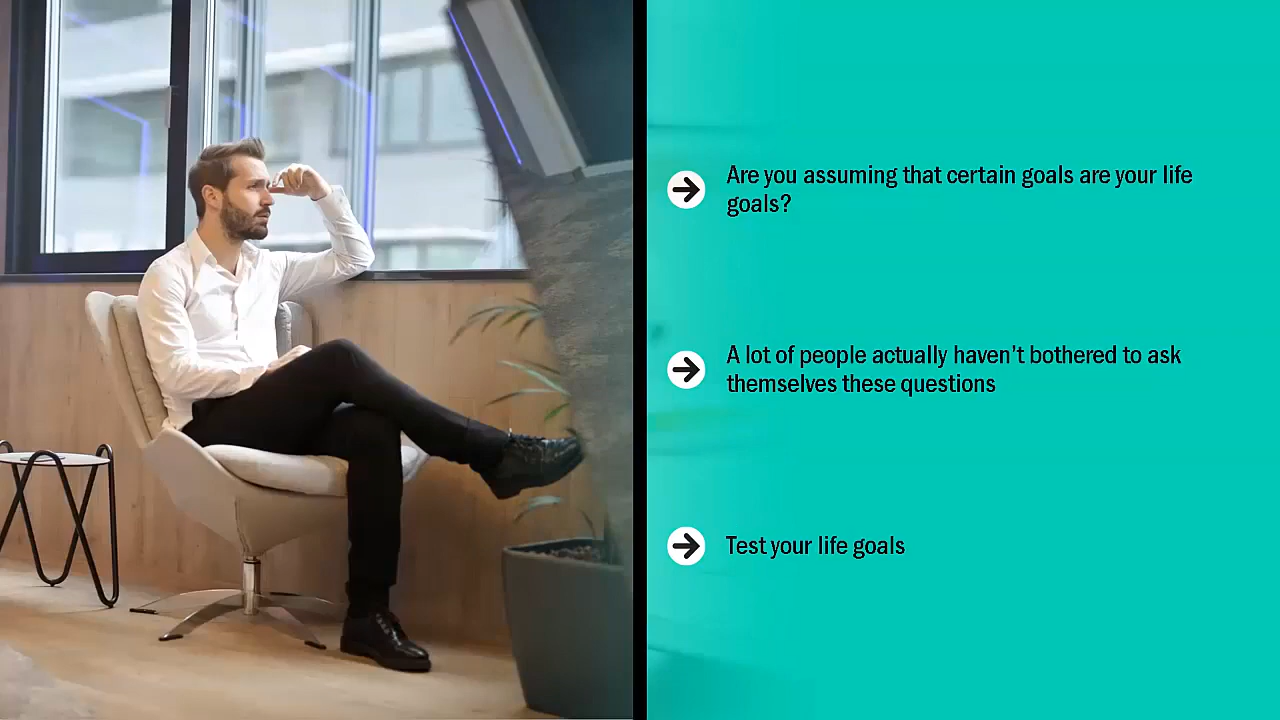 Are you assuming that certain goals are your life
goals?
A lot of people actually haven't bothered to ask
themselves these questions
Test your life goals